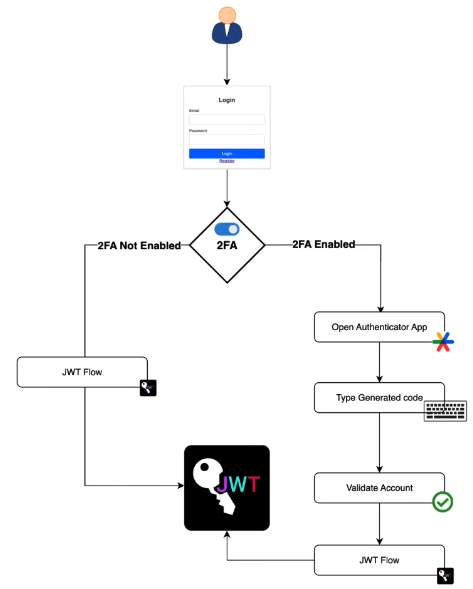 Login
Email
Password
Login
Register
2FA Not Enabled
2FA
2FA Enabled
Open Authenticator App
JWT Flow
Type Generated code
JWT
Validate Account
JWT Flow